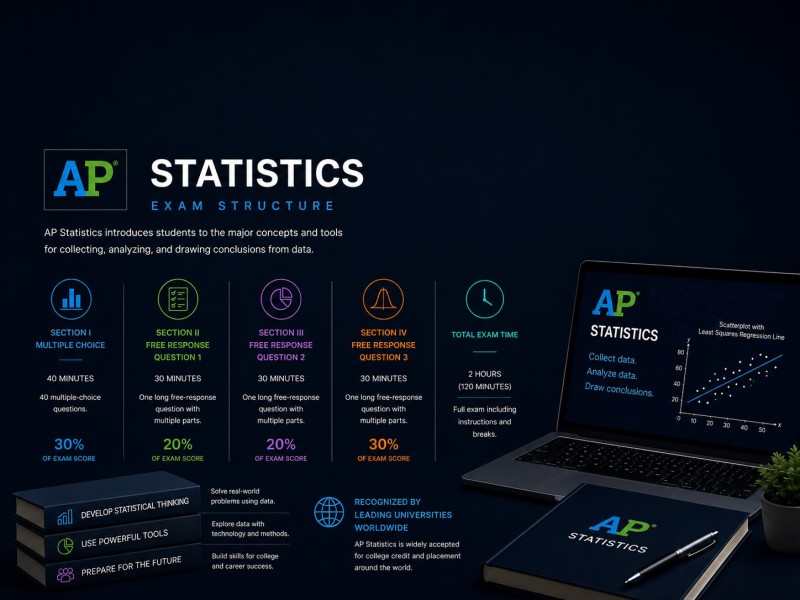 AP®
STATISTICS
EXAM STRUCTURE
AP Statistics introduces students to the major concepts and tools
for collecting, analyzing, and drawing conclusions from data.
SECTION I
MULTIPLE CHOICE
40 MINUTES
40 multiple-choice
questions.
30%
OF EXAM SCORE
SECTION II
FREE RESPONSE
QUESTION 1
30 MINUTES
One long free-response
question with
multiple parts.
20%
OF EXAM SCORE
SECTION III
FREE RESPONSE
QUESTION 2
30 MINUTES
One long free-response
question with
multiple parts.
20%
OF EXAM SCORE
SECTION IV
FREE RESPONSE
QUESTION 3
30 MINUTES
One long free-response
question with
multiple parts.
30%
OF EXAM SCORE
TOTAL EXAM TIME
2 HOURS
(120 MINUTES)
Full exam including
instructions and
breaks.
AP®
STATISTICS
Collect data.
Analyze data.
Draw conclusions.
Scatterplot with
Least Squares Regression Line
y
80
60
40
20
0
0 10 20 30 40 50
x
DEVELOP STATISTICAL THINKING
USE POWERFUL TOOLS
PREPARE FOR THE FUTURE
Solve real-world
problems using data.
Explore data with
technology and methods.
Build skills for college
and career success.
RECOGNIZED BY
LEADING UNIVERSITIES
WORLDWIDE
AP Statistics is widely accepted
for college credit and placement
around the world.
AP®
STATISTICS